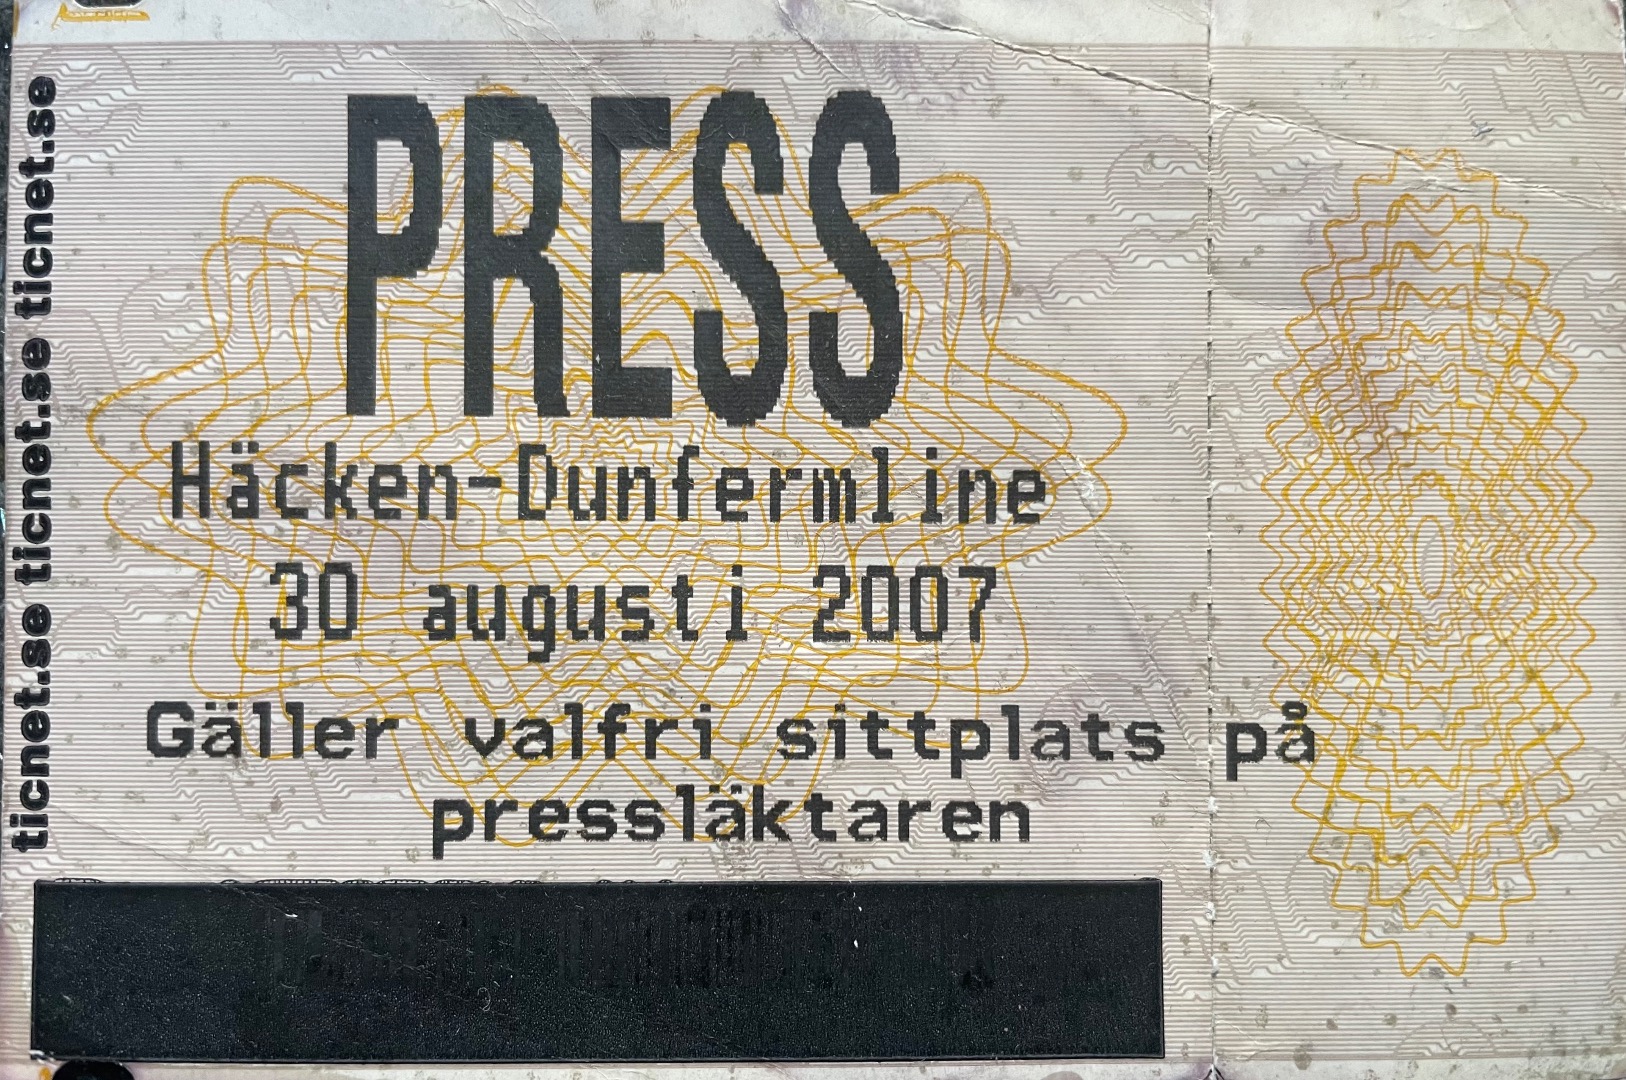 ticnet.se ticnet.se ticnet.se
PRESS
Häcken-Dunfermline
30 augusti 2007
Gäller valfri sittplats på
pressläktaren